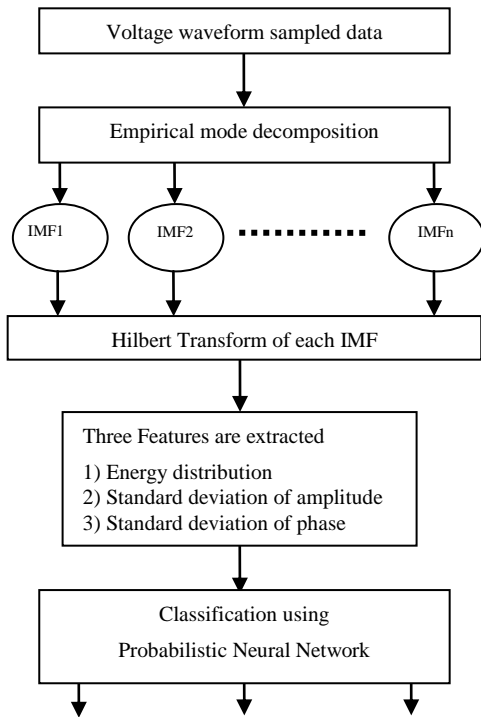 Voltage waveform sampled data
Empirical mode decomposition
IMF1
IMF2
IMFn
Hilbert Transform of each IMF
Three Features are extracted
1) Energy distribution
2) Standard deviation of amplitude
3) Standard deviation of phase
Classification using
Probabilistic Neural Network